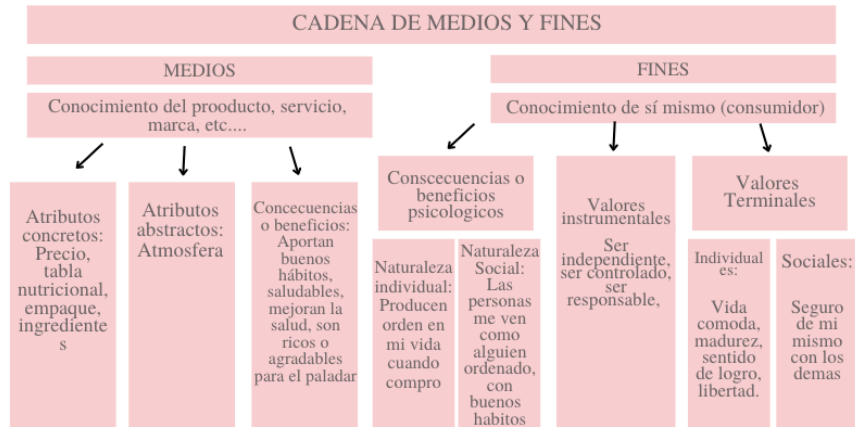 CADENA DE MEDIOS Y FINES
MEDIOS
Conocimiento del prooducto, servicio,
marca, etc....
Atributos
concretos:
Precio,
tabla
nutricional,
empaque,
ingrediente
s
Atributos
abstractos:
Atmosfera
Concecuencias
o beneficios:
Aportan
buenos
hábitos,
saludables,
mejoran la
salud, son
ricos o
agradables
para el paladar
FINES
Conocimiento de sí mismo (consumidor)
Conscecuencias o
beneficios
psicologicos
Naturaleza
individual:
Producen
orden en
mi vida
cuando
compro
Naturaleza
Social:
Las
personas
me ven
como
alguien
ordenado,
con
buenos
habitos
Valores
instrumentales
Ser
independiente,
ser controlado,
ser
responsable,
Valores
Terminales
Individual
es:
Vida
comoda,
madurez,
sentido
de logro,
libertad.
Sociales:
Seguro
de mi
mismo
con los
demas